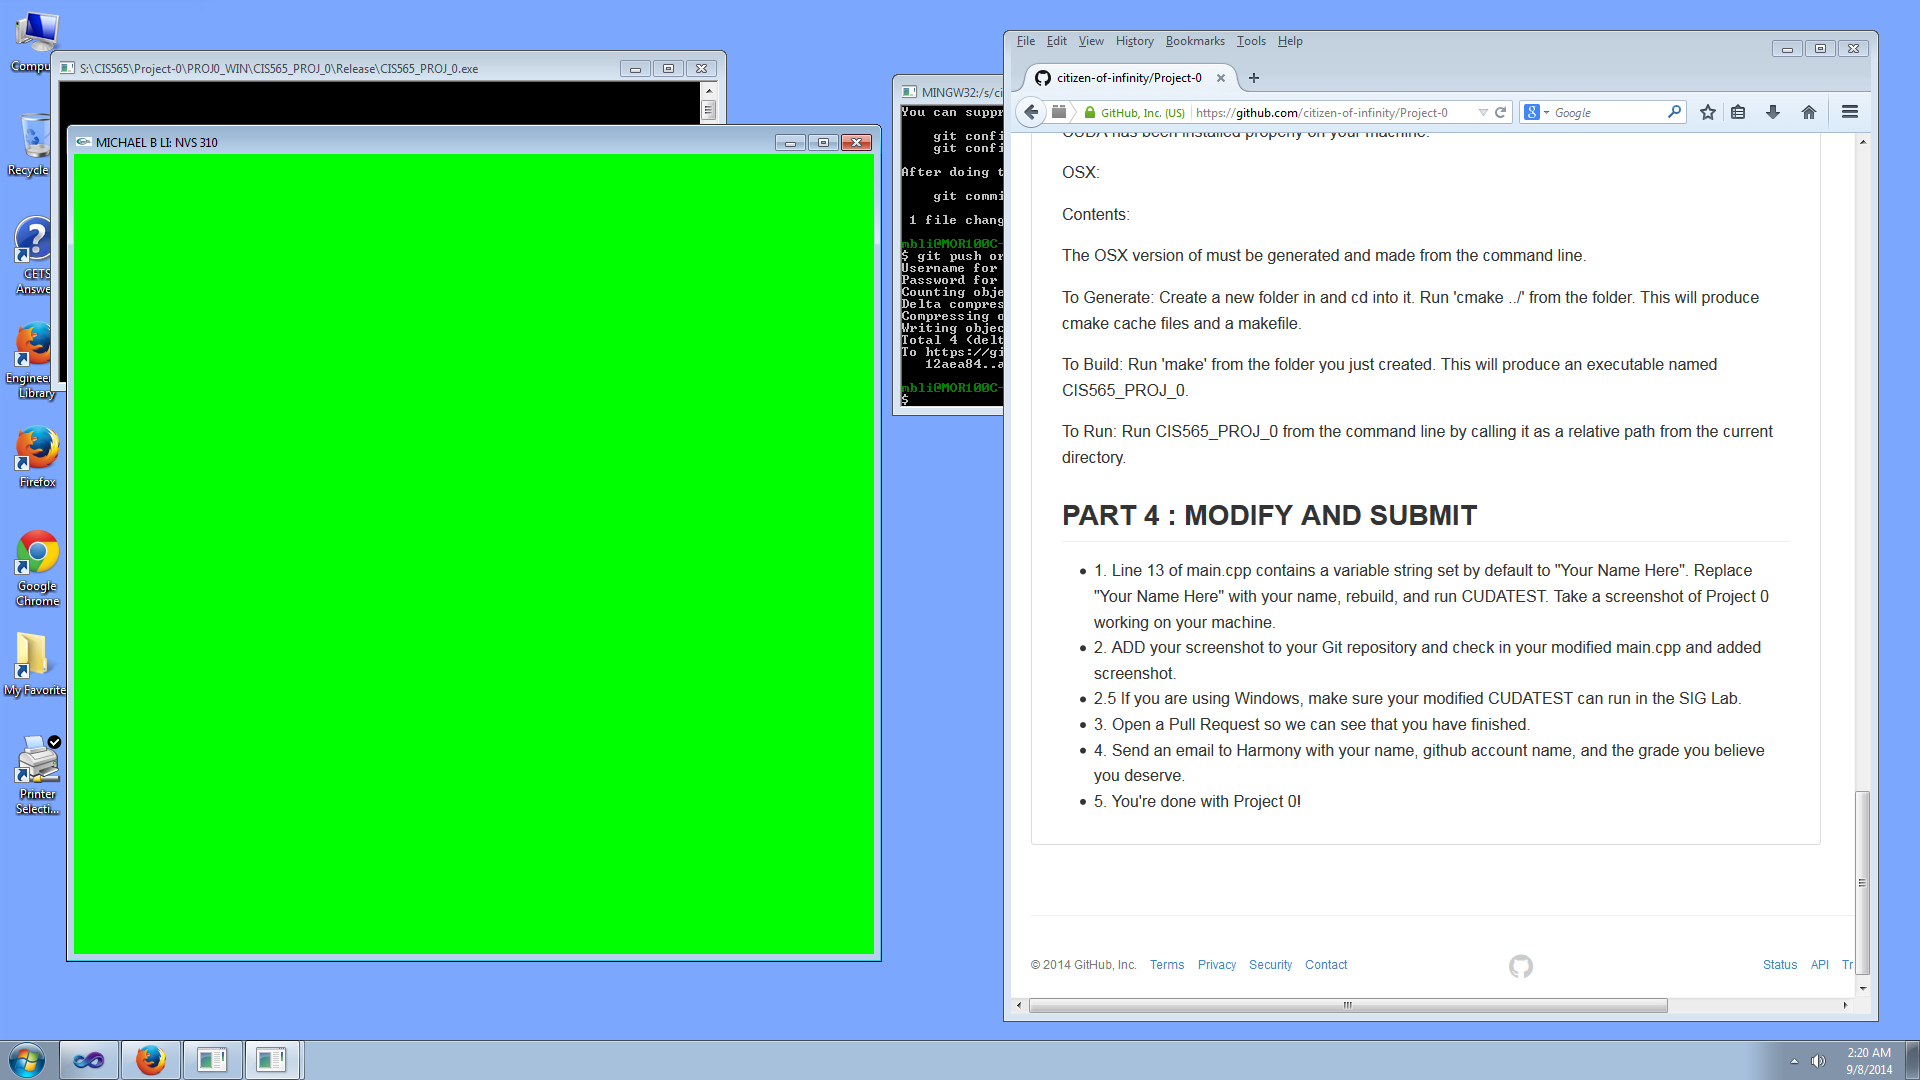 Compu
Recycle
CETS
Answe
Engineer
Library
Firefox
Google
Chrome
My Favorite
Printer
Selecti...
S:\CIS565\Project-0\PROJ0_WIN\CIS565_PROJ_0\Release\CIS565_PROJ_0.exe
MICHAEL B LI: NVS 310
MINGW32:/s/ci
You can suppr
git confi
git confi
After doing t
git commi
1 file chang
mbli@MOR100C-
$ git push or
Username for
Password for
Counting obje
Delta compres
Compressing o
Writing objec
Total 4 (delt
To https://gi
12aea84..a
mbli@MOR100C-
$
File Edit View History Bookmarks Tools Help
citizen-of-infinity/Project-0
GitHub, Inc. (US) https://github.com/citizen-of-infinity/Project-0 Google
CUDA has been installed properly on your machine.
OSX:
Contents:
The OSX version of must be generated and made from the command line.
To Generate: Create a new folder in and cd into it. Run 'cmake ../' from the folder. This will produce
cmake cache files and a makefile.
To Build: Run 'make' from the folder you just created. This will produce an executable named
CIS565_PROJ_0.
To Run: Run CIS565_PROJ_0 from the command line by calling it as a relative path from the current
directory.
PART 4 : MODIFY AND SUBMIT
1. Line 13 of main.cpp contains a variable string set by default to "Your Name Here". Replace
"Your Name Here" with your name, rebuild, and run CUDATEST. Take a screenshot of Project 0
working on your machine.
2. ADD your screenshot to your Git repository and check in your modified main.cpp and added
screenshot.
2.5 If you are using Windows, make sure your modified CUDATEST can run in the SIG Lab.
3. Open a Pull Request so we can see that you have finished.
4. Send an email to Harmony with your name, github account name, and the grade you believe
you deserve.
5. You're done with Project 0!
© 2014 GitHub, Inc. Terms Privacy Security Contact
Status API Tr
2:20 AM
9/8/2014